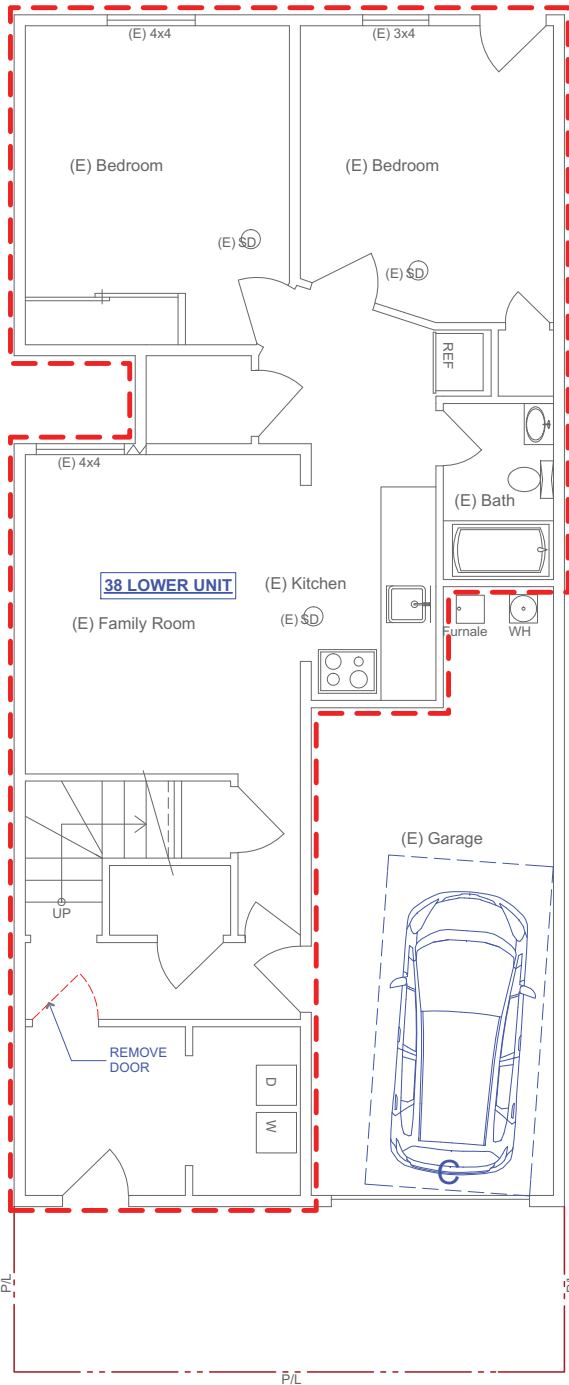 (E) 4x4
(E) 3x4
(E) Bedroom
(E) Bedroom
(E) SD
(E) SD
REF
(E) 4x4
(E) Bath
38 LOWER UNIT
(E) Kitchen
(E) Family Room
(E) SD
Furnale
WH
(E) Garage
UP
REMOVE
DOOR
D
W
C
P/L
P/L